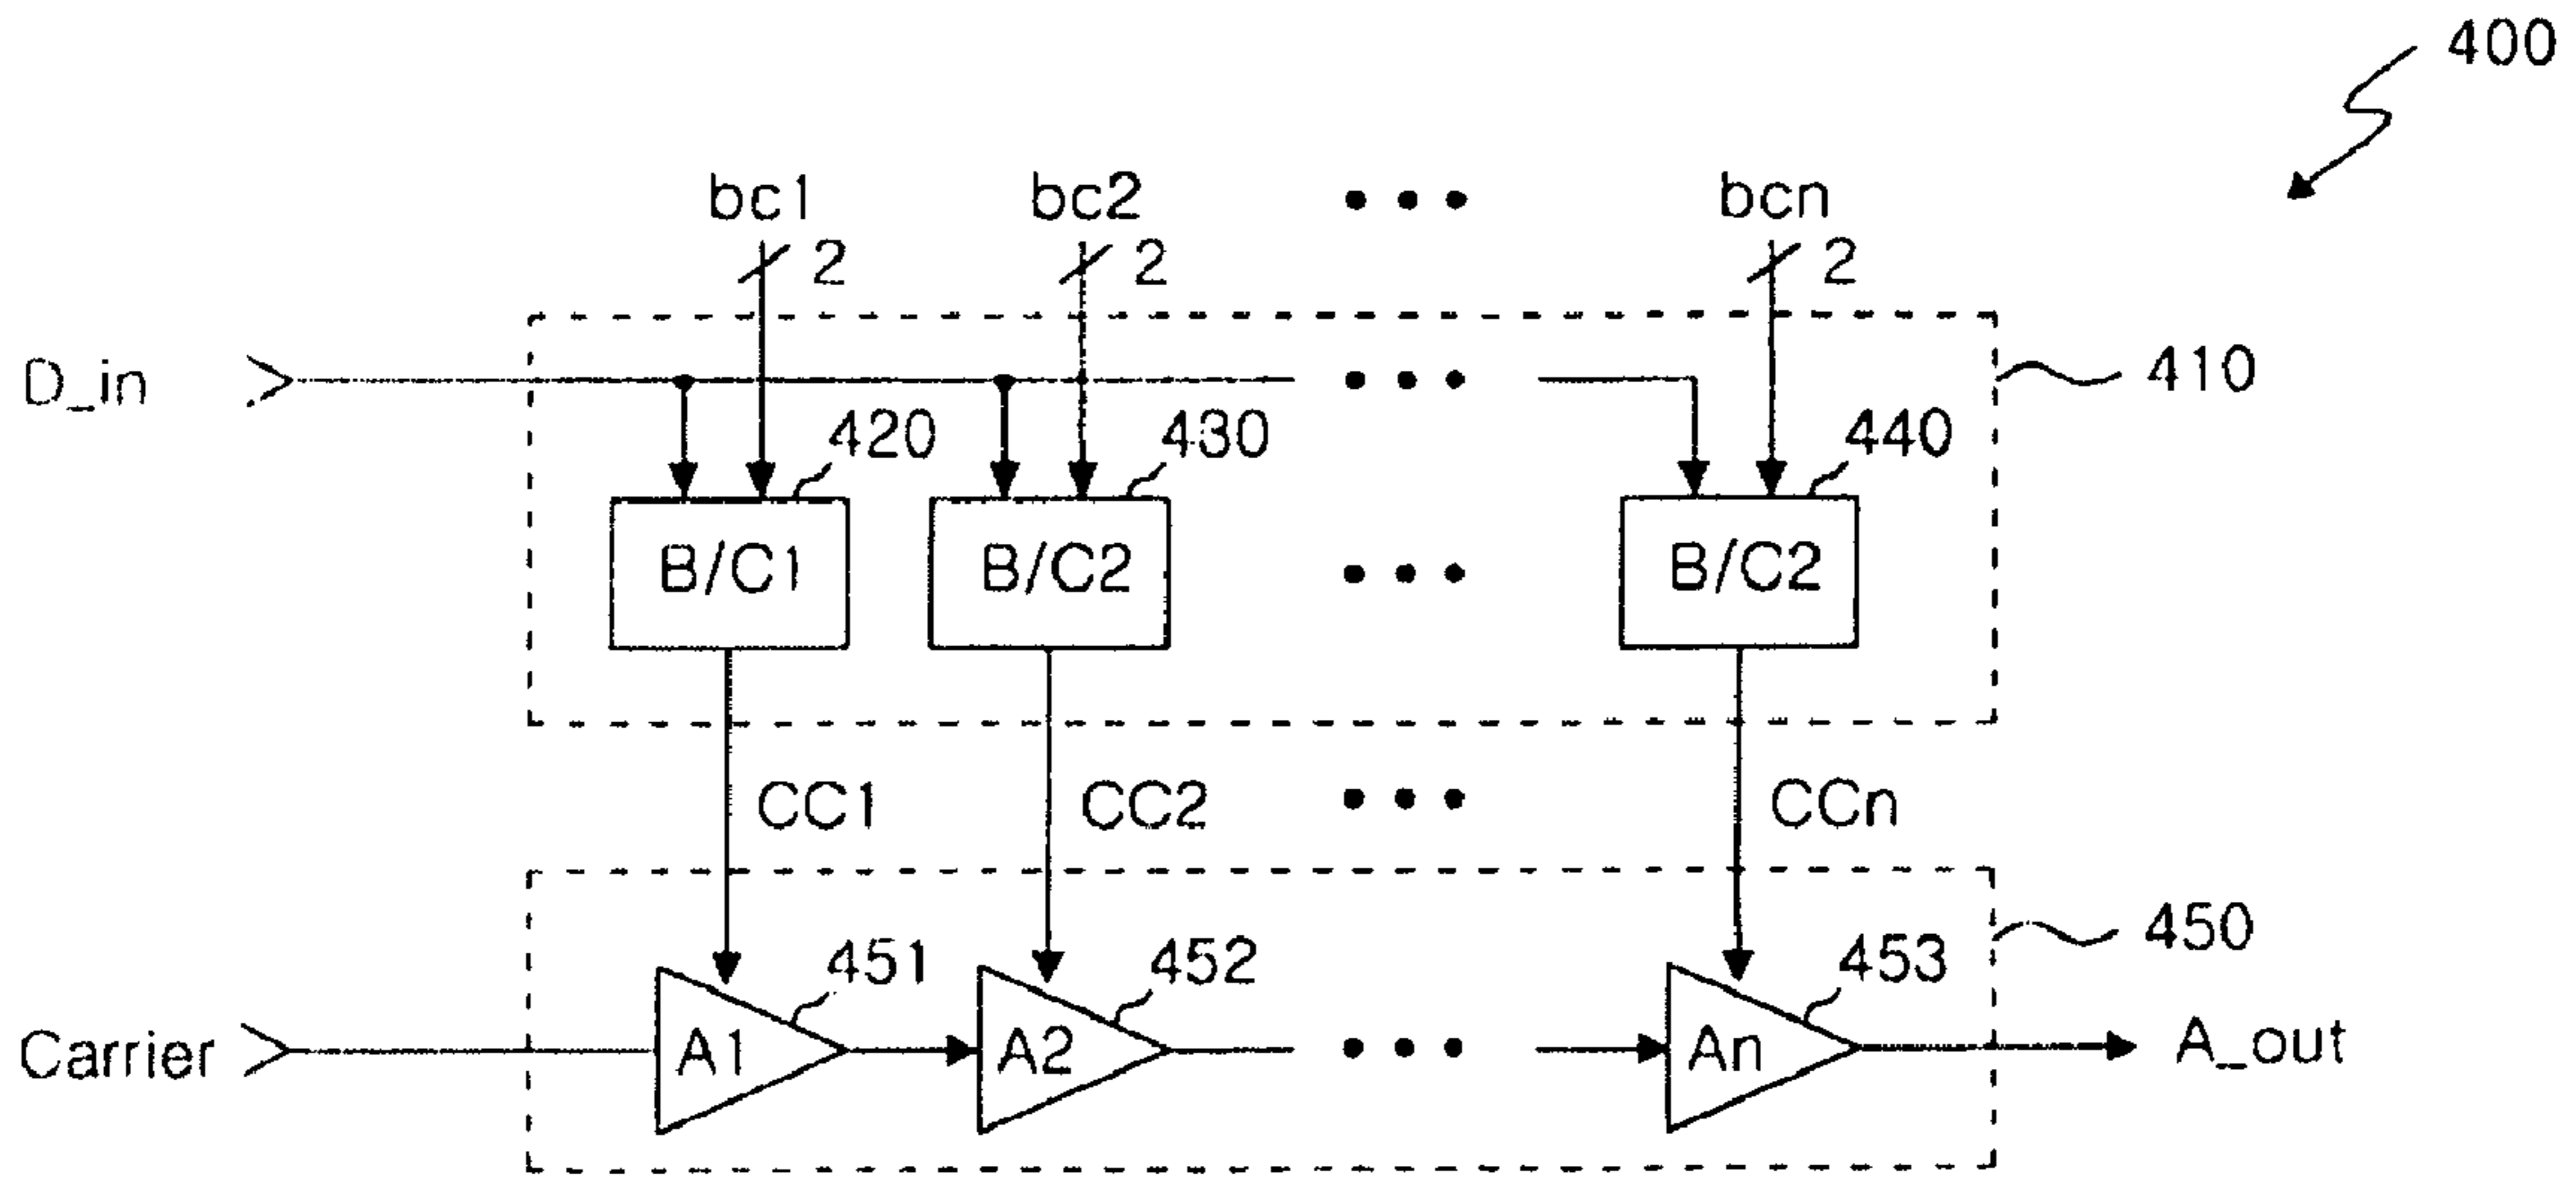 400
bc1 bc2 • • • bcn
2 2 2
D_in • • • 410
420 430 440
B/C1 B/C2 • • • B/C2
CC1 CC2 • • • CCn
451 452 453 450
Carrier A1 A2 • • • An A_out